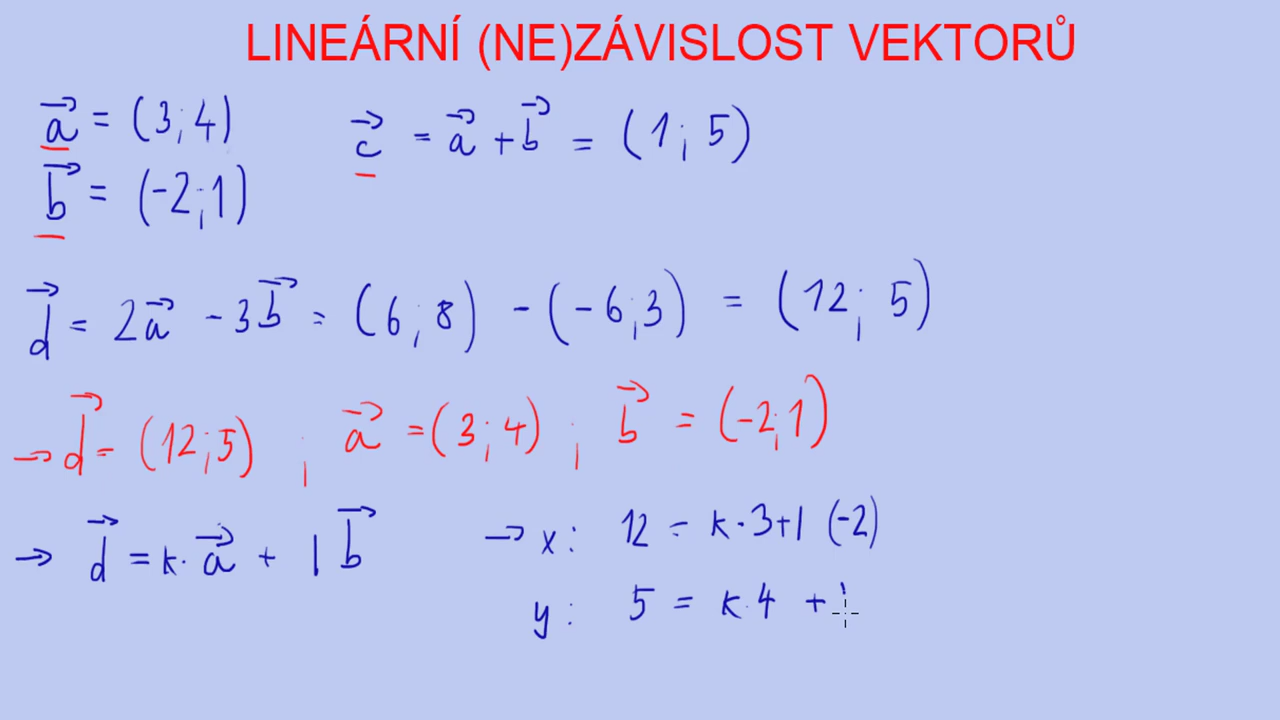 LINEÁRNÍ (NE)ZÁVISLOST VEKTORŮ
a⃗ = (3; 4)
c⃗ = a⃗ + b⃗ = (1; 5)
b⃗ = (-2; 1)
d⃗ = 2a⃗ - 3b⃗ = (6; 8) - (-6; 3) = (12; 5)
→ d⃗ = (12; 5) ; a⃗ = (3; 4) ; b⃗ = (-2; 1)
→ d⃗ = k · a⃗ + l b⃗
→ x: 12 = k · 3 + l (-2)
y: 5 = k · 4 +